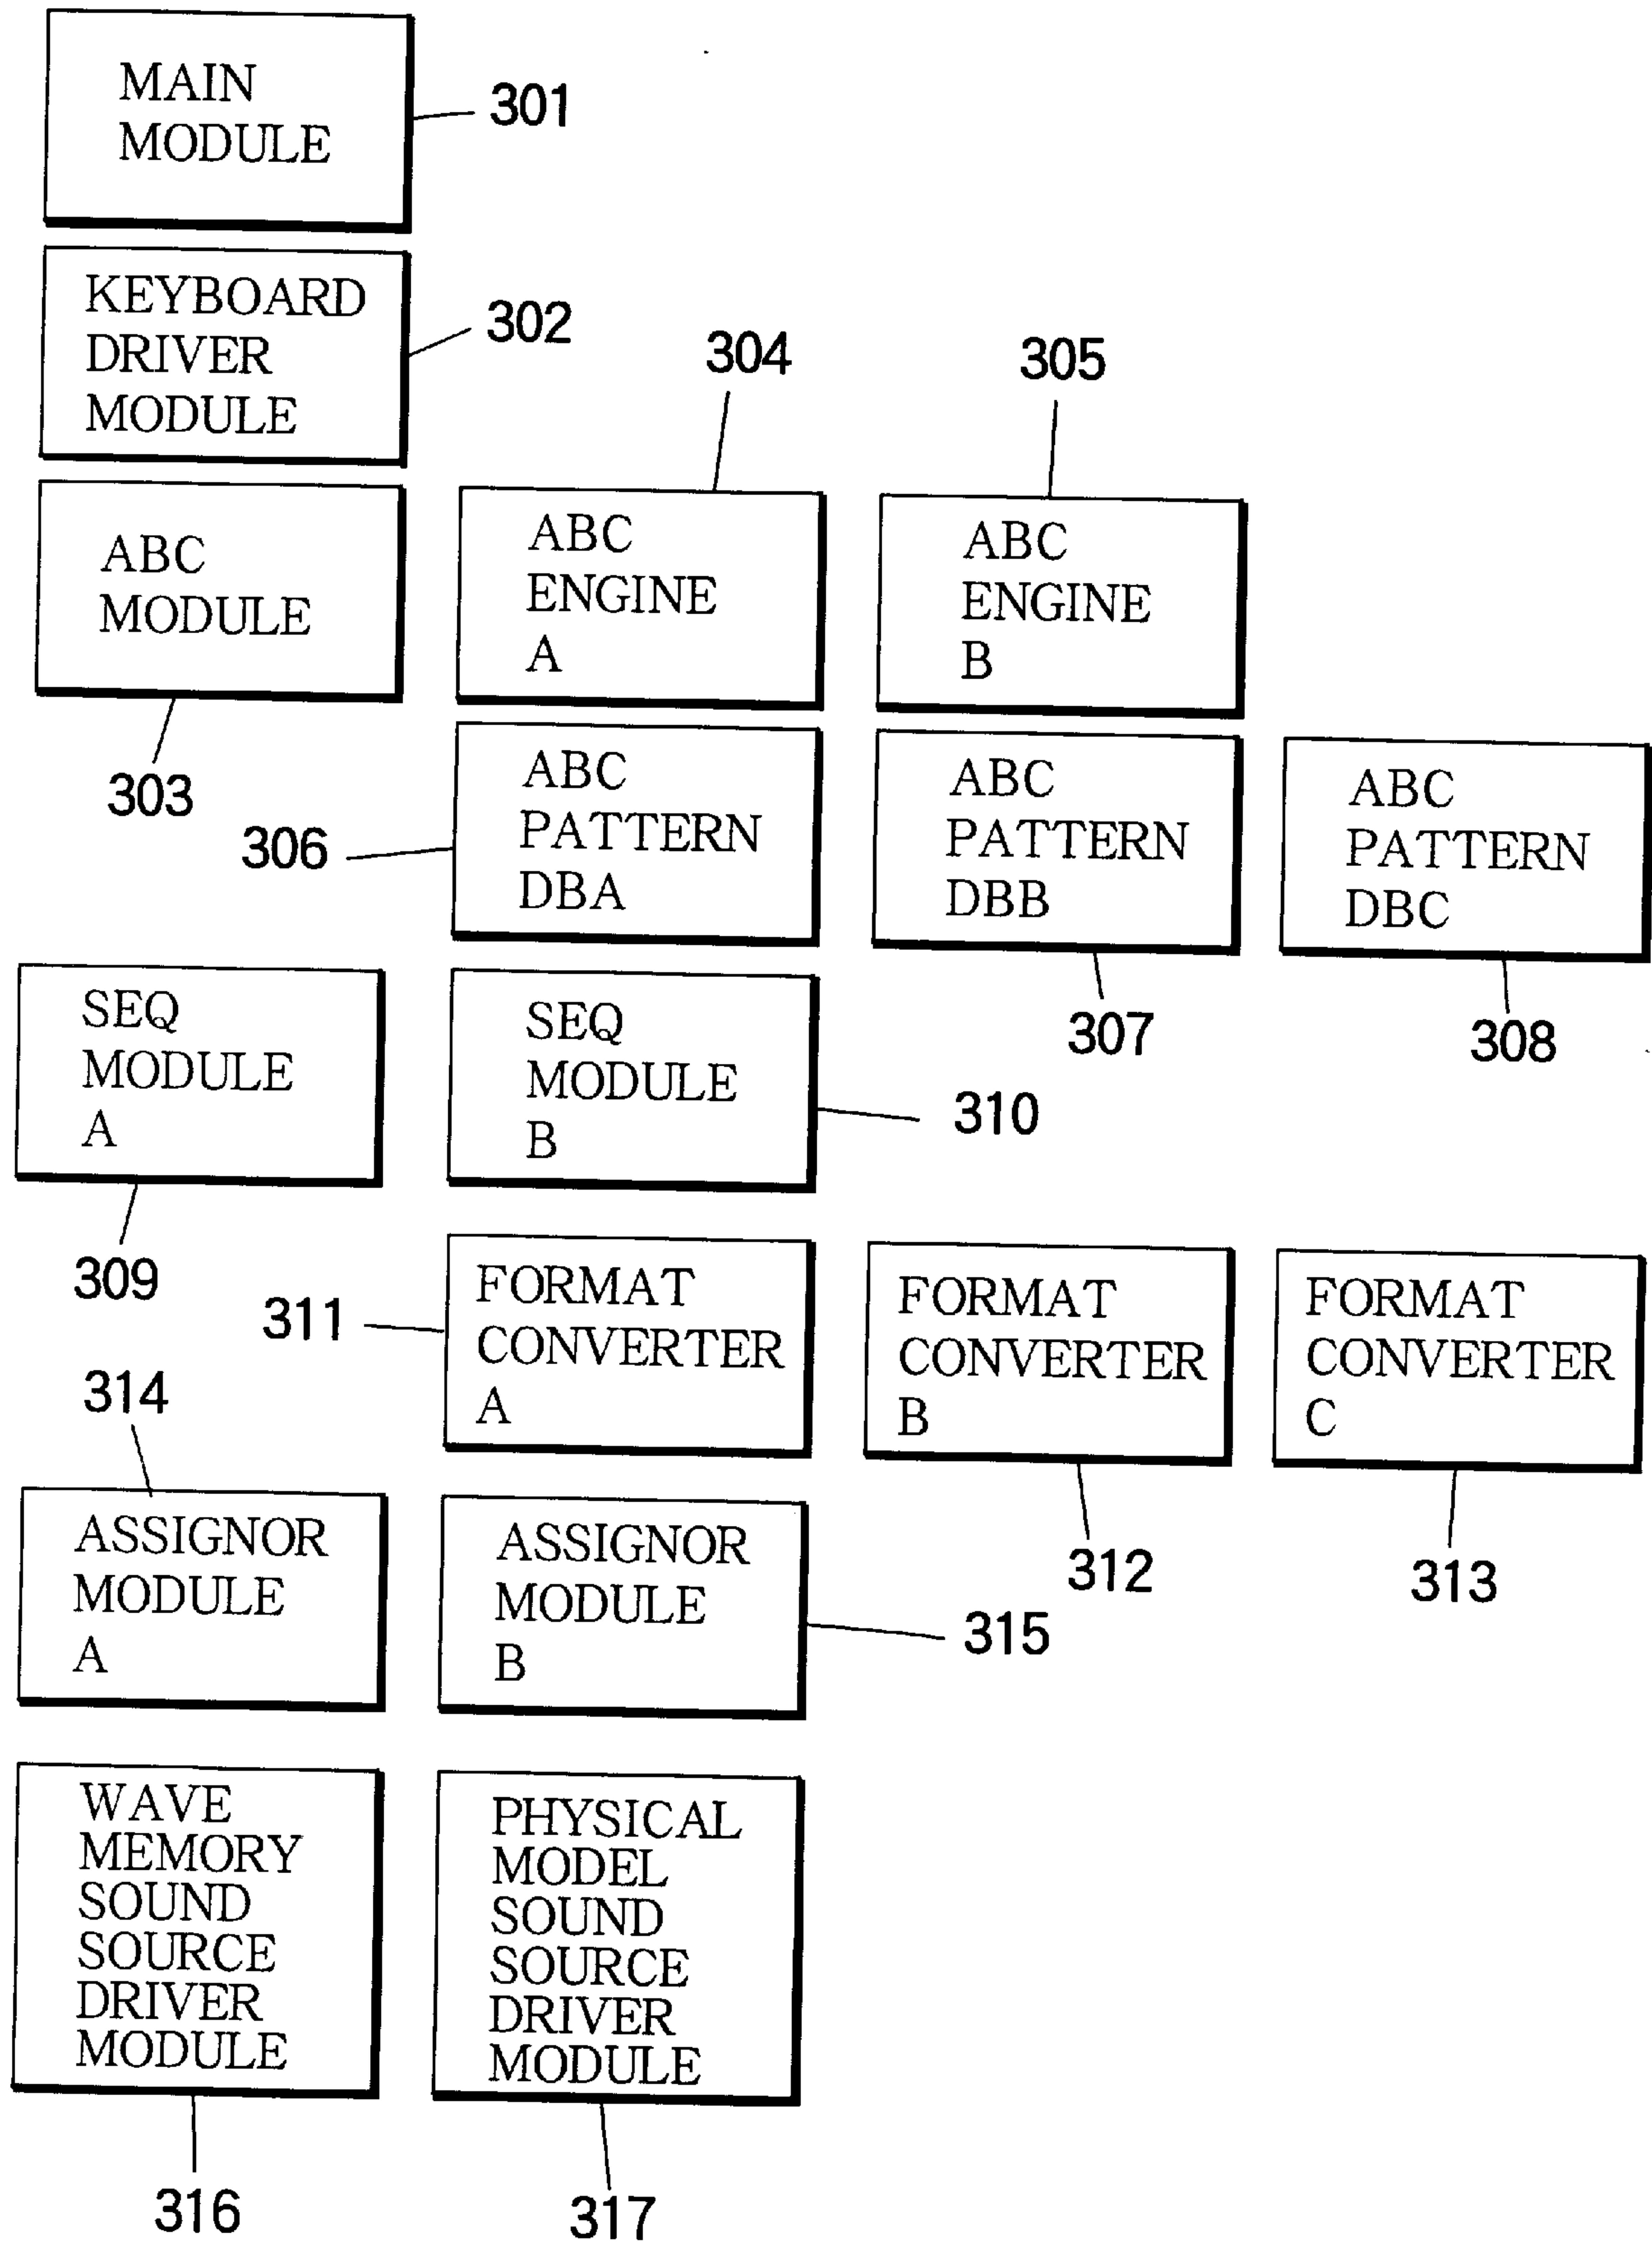 MAIN
MODULE
301
KEYBOARD
DRIVER
MODULE
302
304
305
ABC
MODULE
303
ABC
ENGINE
A
ABC
ENGINE
B
306
ABC
PATTERN
DBA
ABC
PATTERN
DBB
307
ABC
PATTERN
DBC
308
SEQ
MODULE
A
309
SEQ
MODULE
B
310
311
FORMAT
CONVERTER
A
FORMAT
CONVERTER
B
312
FORMAT
CONVERTER
C
313
314
ASSIGNOR
MODULE
A
ASSIGNOR
MODULE
B
315
WAVE
MEMORY
SOUND
SOURCE
DRIVER
MODULE
316
PHYSICAL
MODEL
SOUND
SOURCE
DRIVER
MODULE
317